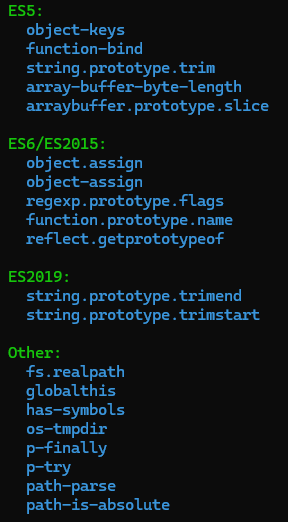 ES5:
object-keys
function-bind
string.prototype.trim
array-buffer-byte-length
arraybuffer.prototype.slice
ES6/ES2015:
object.assign
object-assign
regexp.prototype.flags
function.prototype.name
reflect.getprototypeof
ES2019:
string.prototype.trimend
string.prototype.trimstart
Other:
fs.realpath
globalthis
has-symbols
os-tmpdir
p-finally
p-try
path-parse
path-is-absolute